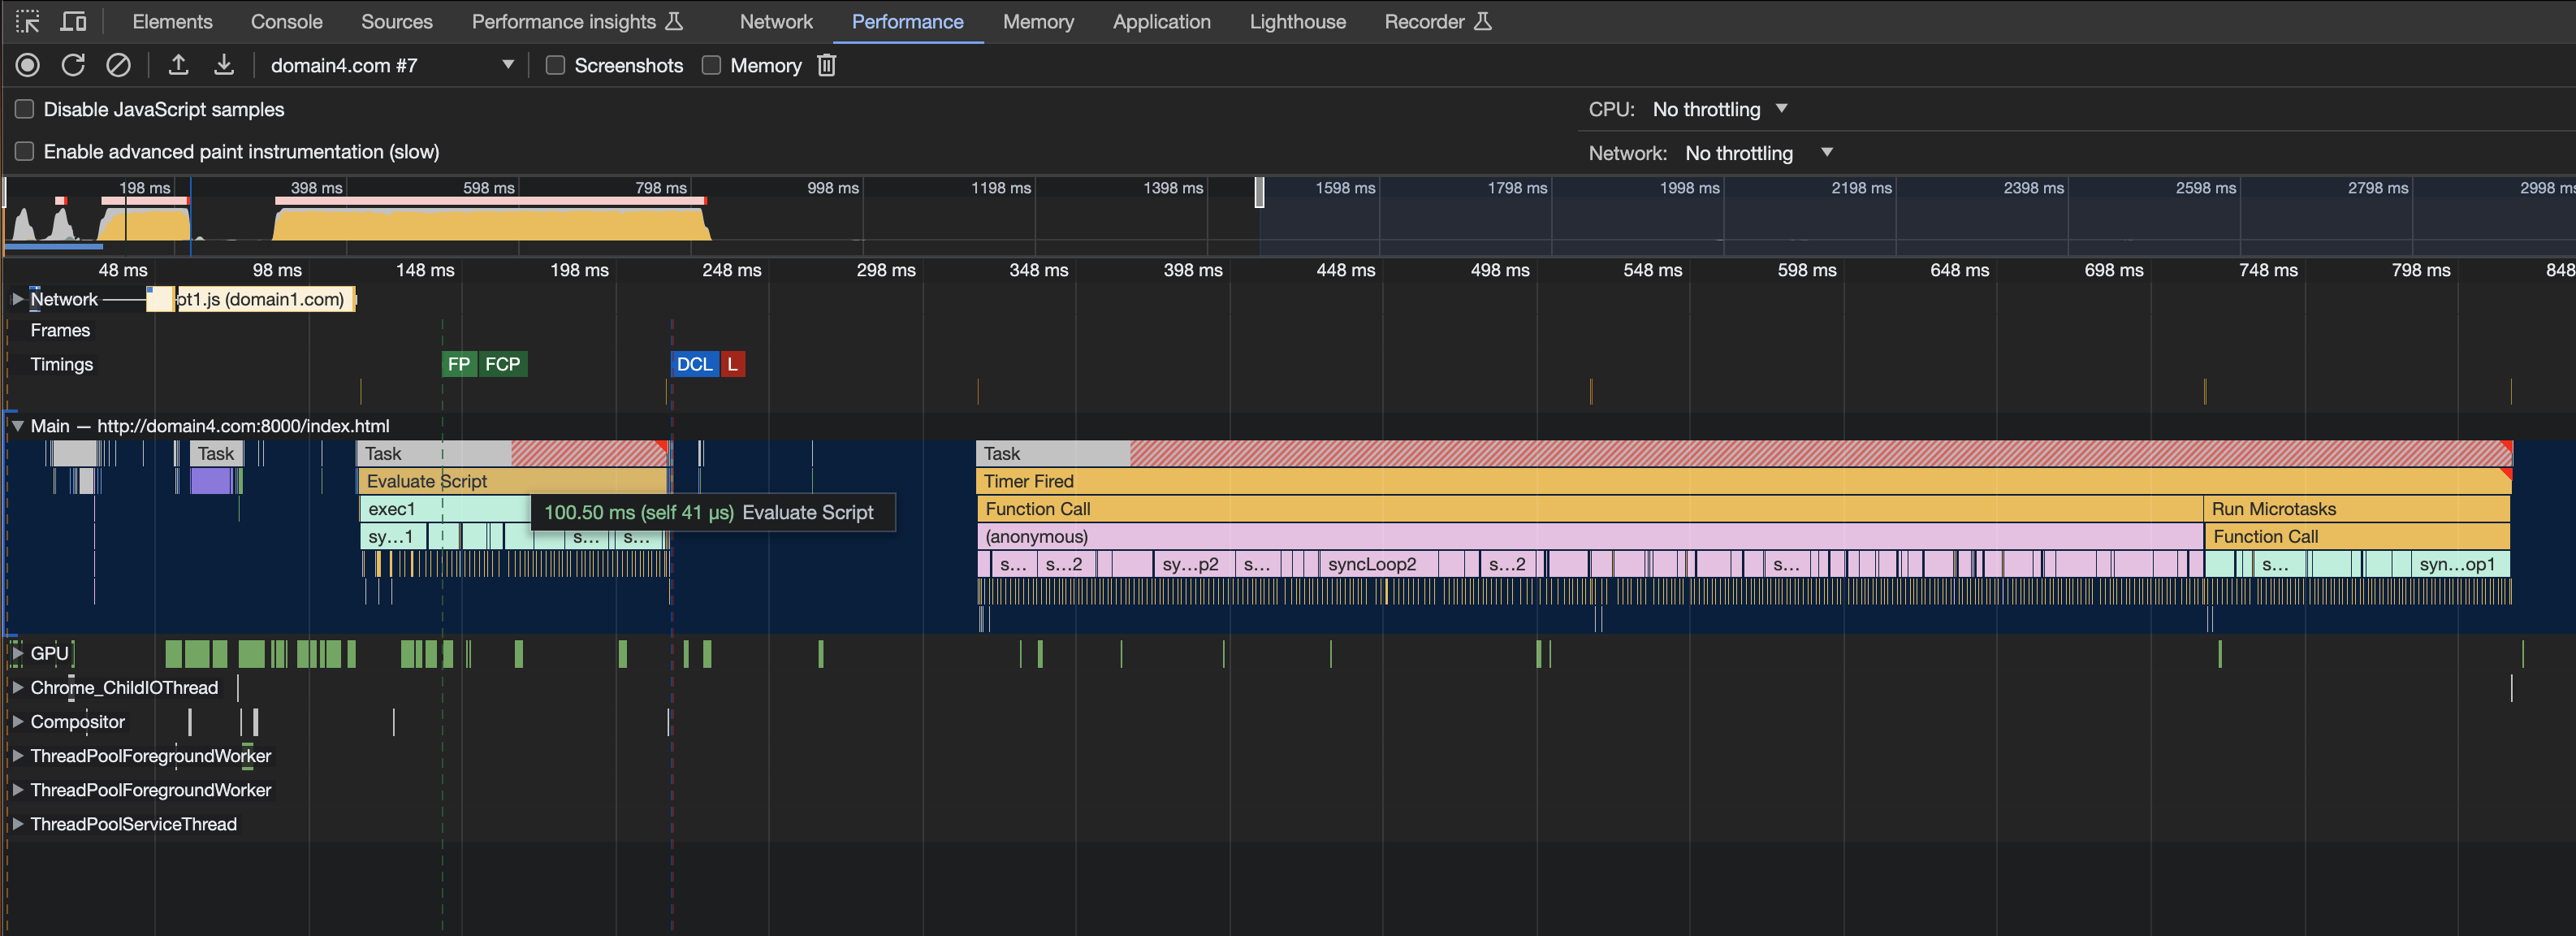 Elements Console Sources Performance insights Network Performance Memory Application Lighthouse Recorder
domain4.com #7 Screenshots Memory
Disable JavaScript samples CPU: No throttling
Enable advanced paint instrumentation (slow) Network: No throttling
198 ms 398 ms 598 ms 798 ms 998 ms 1198 ms 1398 ms 1598 ms 1798 ms 1998 ms 2198 ms 2398 ms 2598 ms 2798 ms 2998 ms
48 ms 98 ms 148 ms 198 ms 248 ms 298 ms 348 ms 398 ms 448 ms 498 ms 548 ms 598 ms 648 ms 698 ms 748 ms 798 ms 848
Network pt1.js (domain1.com)
Frames
Timings FP FCP DCL L
Main — http://domain4.com:8000/index.html
Task Task Task
Evaluate Script Timer Fired
exec1 Function Call Run Microtasks
100.50 ms (self 41 μs) Evaluate Script
sy…1 s… s… (anonymous) Function Call
s… s…2 sy…p2 s… syncLoop2 s…2 s… s… syn…op1
GPU
Chrome_ChildIOThread
Compositor
ThreadPoolForegroundWorker
ThreadPoolForegroundWorker
ThreadPoolServiceThread